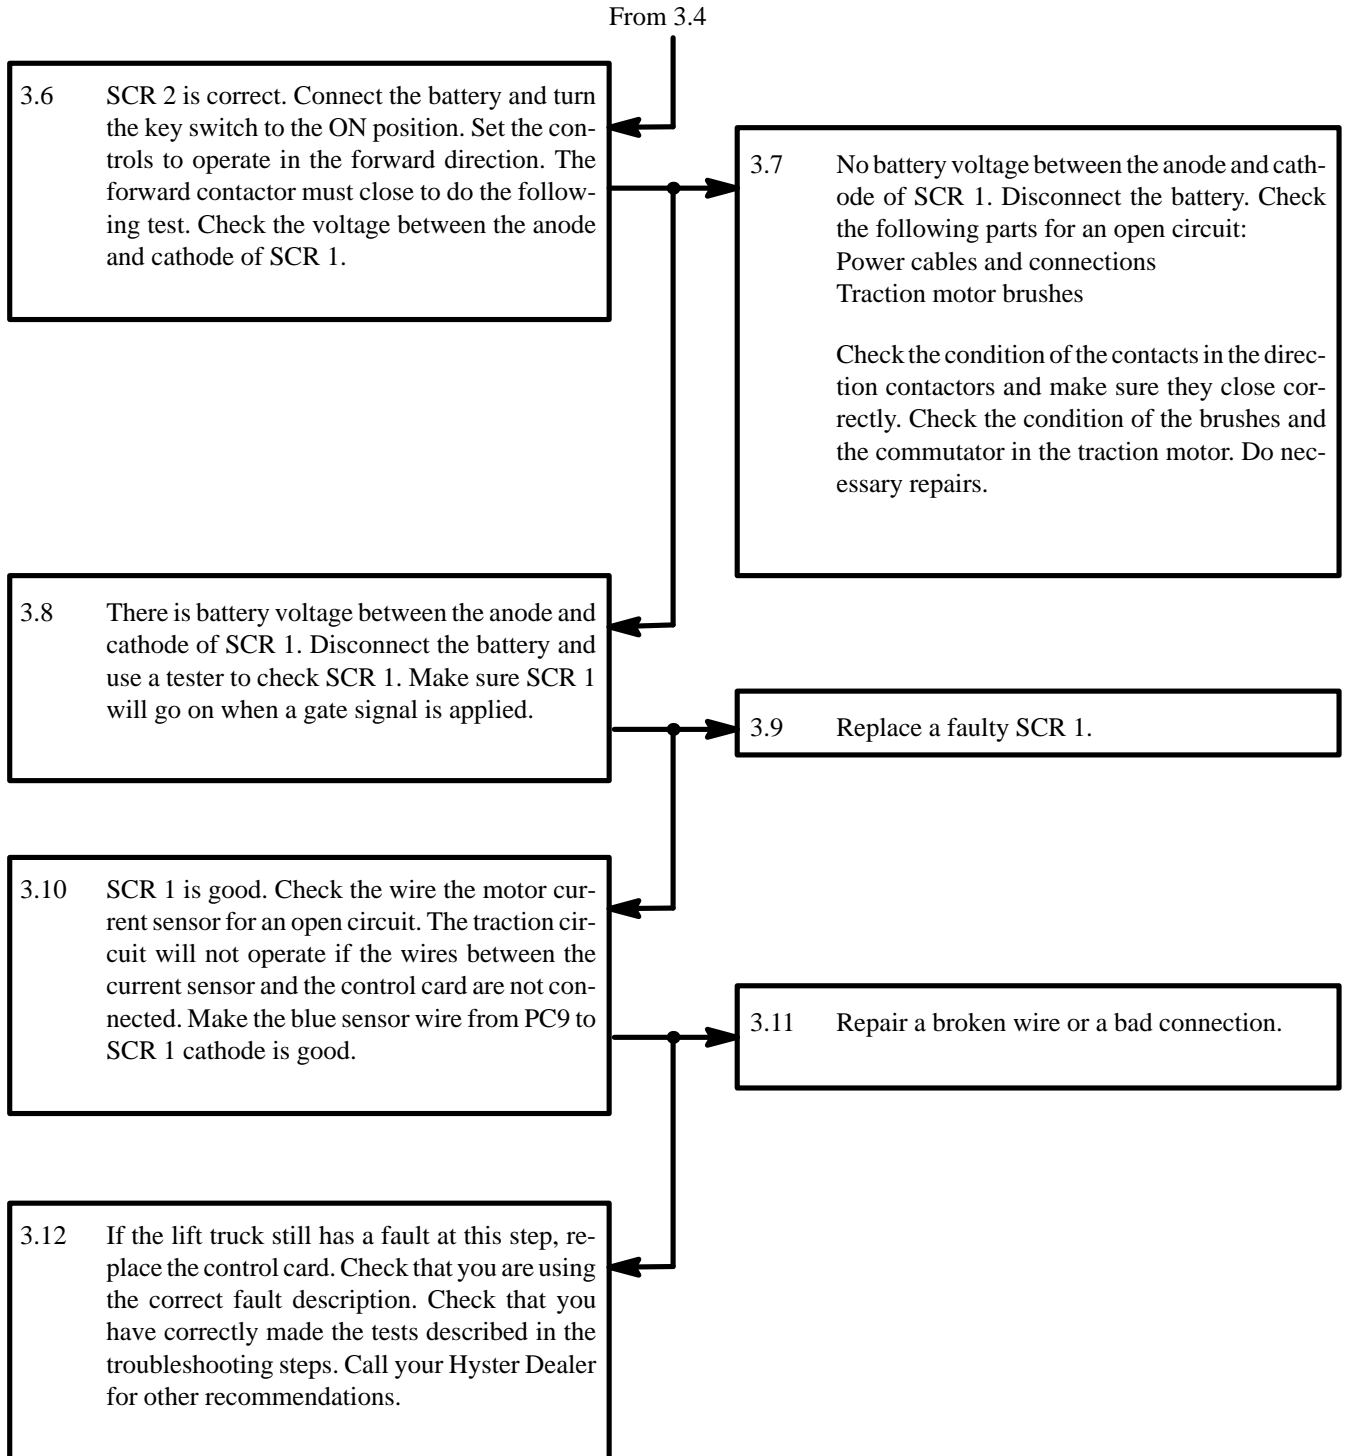 From 3.4
3.6 SCR 2 is correct. Connect the battery and turn
the key switch to the ON position. Set the con-
trols to operate in the forward direction. The
forward contactor must close to do the follow-
ing test. Check the voltage between the anode
and cathode of SCR 1.
3.7 No battery voltage between the anode and cath-
ode of SCR 1. Disconnect the battery. Check
the following parts for an open circuit:
Power cables and connections
Traction motor brushes
Check the condition of the contacts in the direc-
tion contactors and make sure they close cor-
rectly. Check the condition of the brushes and
the commutator in the traction motor. Do nec-
essary repairs.
3.8 There is battery voltage between the anode and
cathode of SCR 1. Disconnect the battery and
use a tester to check SCR 1. Make sure SCR 1
will go on when a gate signal is applied.
3.9 Replace a faulty SCR 1.
3.10 SCR 1 is good. Check the wire the motor cur-
rent sensor for an open circuit. The traction cir-
cuit will not operate if the wires between the
current sensor and the control card are not con-
nected. Make the blue sensor wire from PC9 to
SCR 1 cathode is good.
3.11 Repair a broken wire or a bad connection.
3.12 If the lift truck still has a fault at this step, re-
place the control card. Check that you are using
the correct fault description. Check that you
have correctly made the tests described in the
troubleshooting steps. Call your Hyster Dealer
for other recommendations.